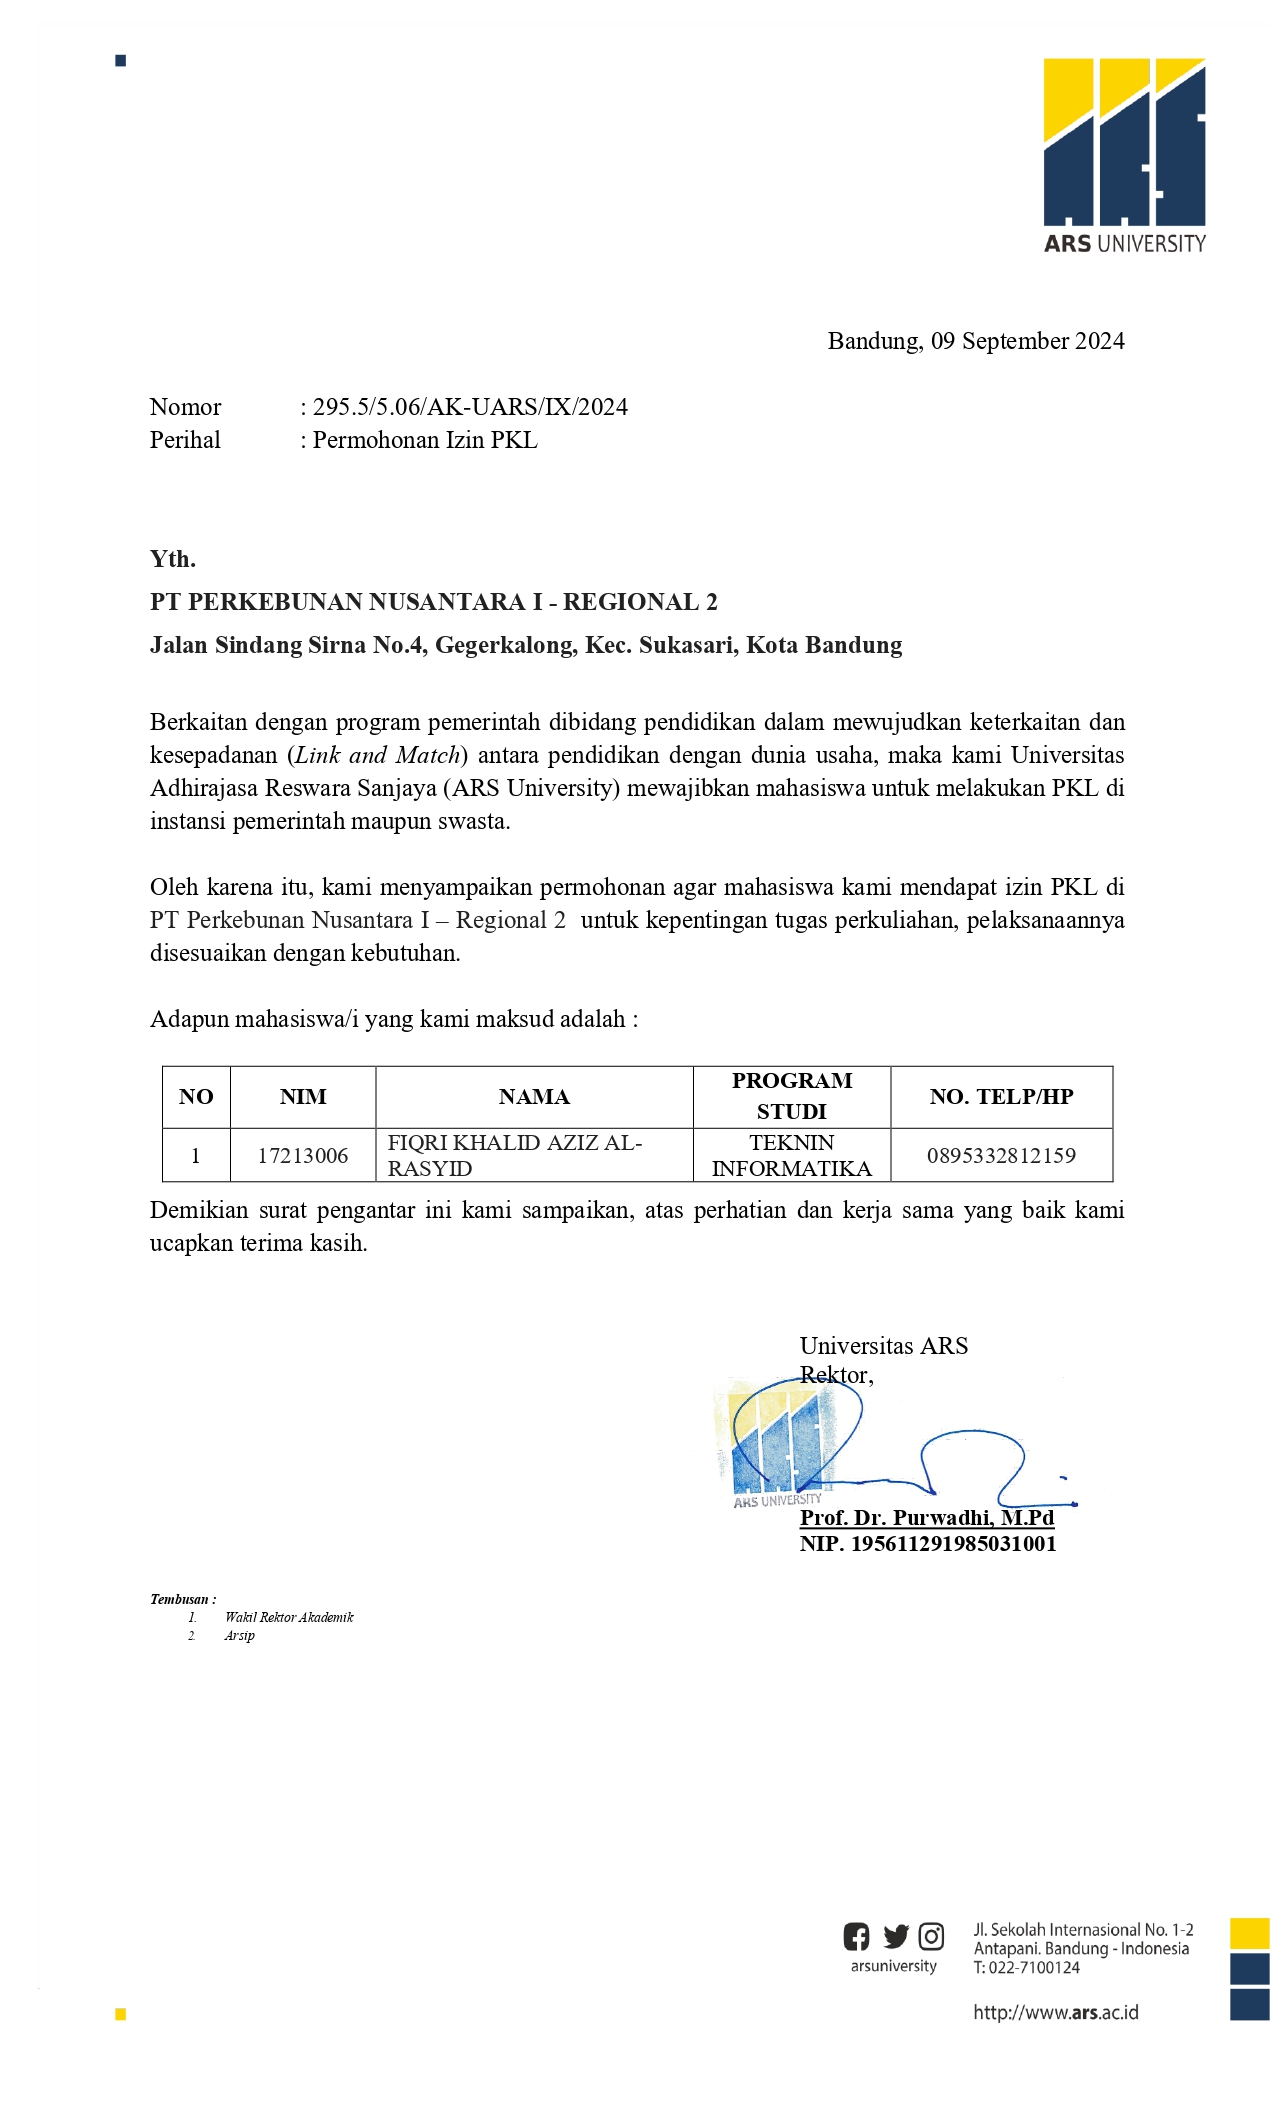 ARS UNIVERSITY
Bandung, 09 September 2024
Nomor : 295.5/5.06/AK-UARS/IX/2024
Perihal : Permohonan Izin PKL
Yth.
PT PERKEBUNAN NUSANTARA I - REGIONAL 2
Jalan Sindang Sirna No.4, Gegerkalong, Kec. Sukasari, Kota Bandung
Berkaitan dengan program pemerintah dibidang pendidikan dalam mewujudkan keterkaitan dan
kesepadanan (Link and Match) antara pendidikan dengan dunia usaha, maka kami Universitas
Adhirajasa Reswara Sanjaya (ARS University) mewajibkan mahasiswa untuk melakukan PKL di
instansi pemerintah maupun swasta.
Oleh karena itu, kami menyampaikan permohonan agar mahasiswa kami mendapat izin PKL di
PT Perkebunan Nusantara I – Regional 2 untuk kepentingan tugas perkuliahan, pelaksanaannya
disesuaikan dengan kebutuhan.
Adapun mahasiswa/i yang kami maksud adalah :
NO NIM NAMA PROGRAM STUDI NO. TELP/HP
1 17213006 FIQRI KHALID AZIZ AL-RASYID TEKNIN INFORMATIKA 0895332812159
Demikian surat pengantar ini kami sampaikan, atas perhatian dan kerja sama yang baik kami
ucapkan terima kasih.
Universitas ARS
Rektor,
ARS UNIVERSITY
Prof. Dr. Purwadhi, M.Pd
NIP. 195611291985031001
Tembusan :
1. Wakil Rektor Akademik
2. Arsip
arsuniversity
Jl. Sekolah Internasional No. 1-2
Antapani. Bandung - Indonesia
T: 022-7100124
http://www.ars.ac.id